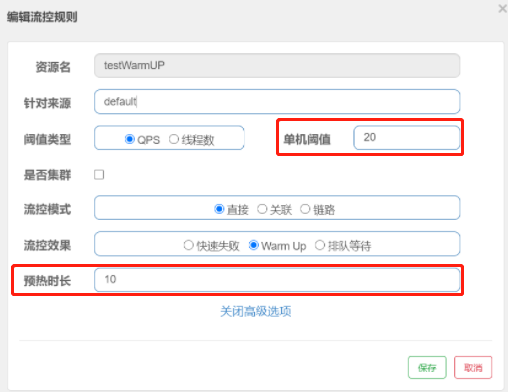 编辑流控规则
×
资源名 testWarmUP
针对来源 default
阈值类型 QPS 线程数 单机阈值 20
是否集群
流控模式 直接 关联 链路
流控效果 快速失败 Warm Up 排队等待
预热时长 10
关闭高级选项
保存 取消